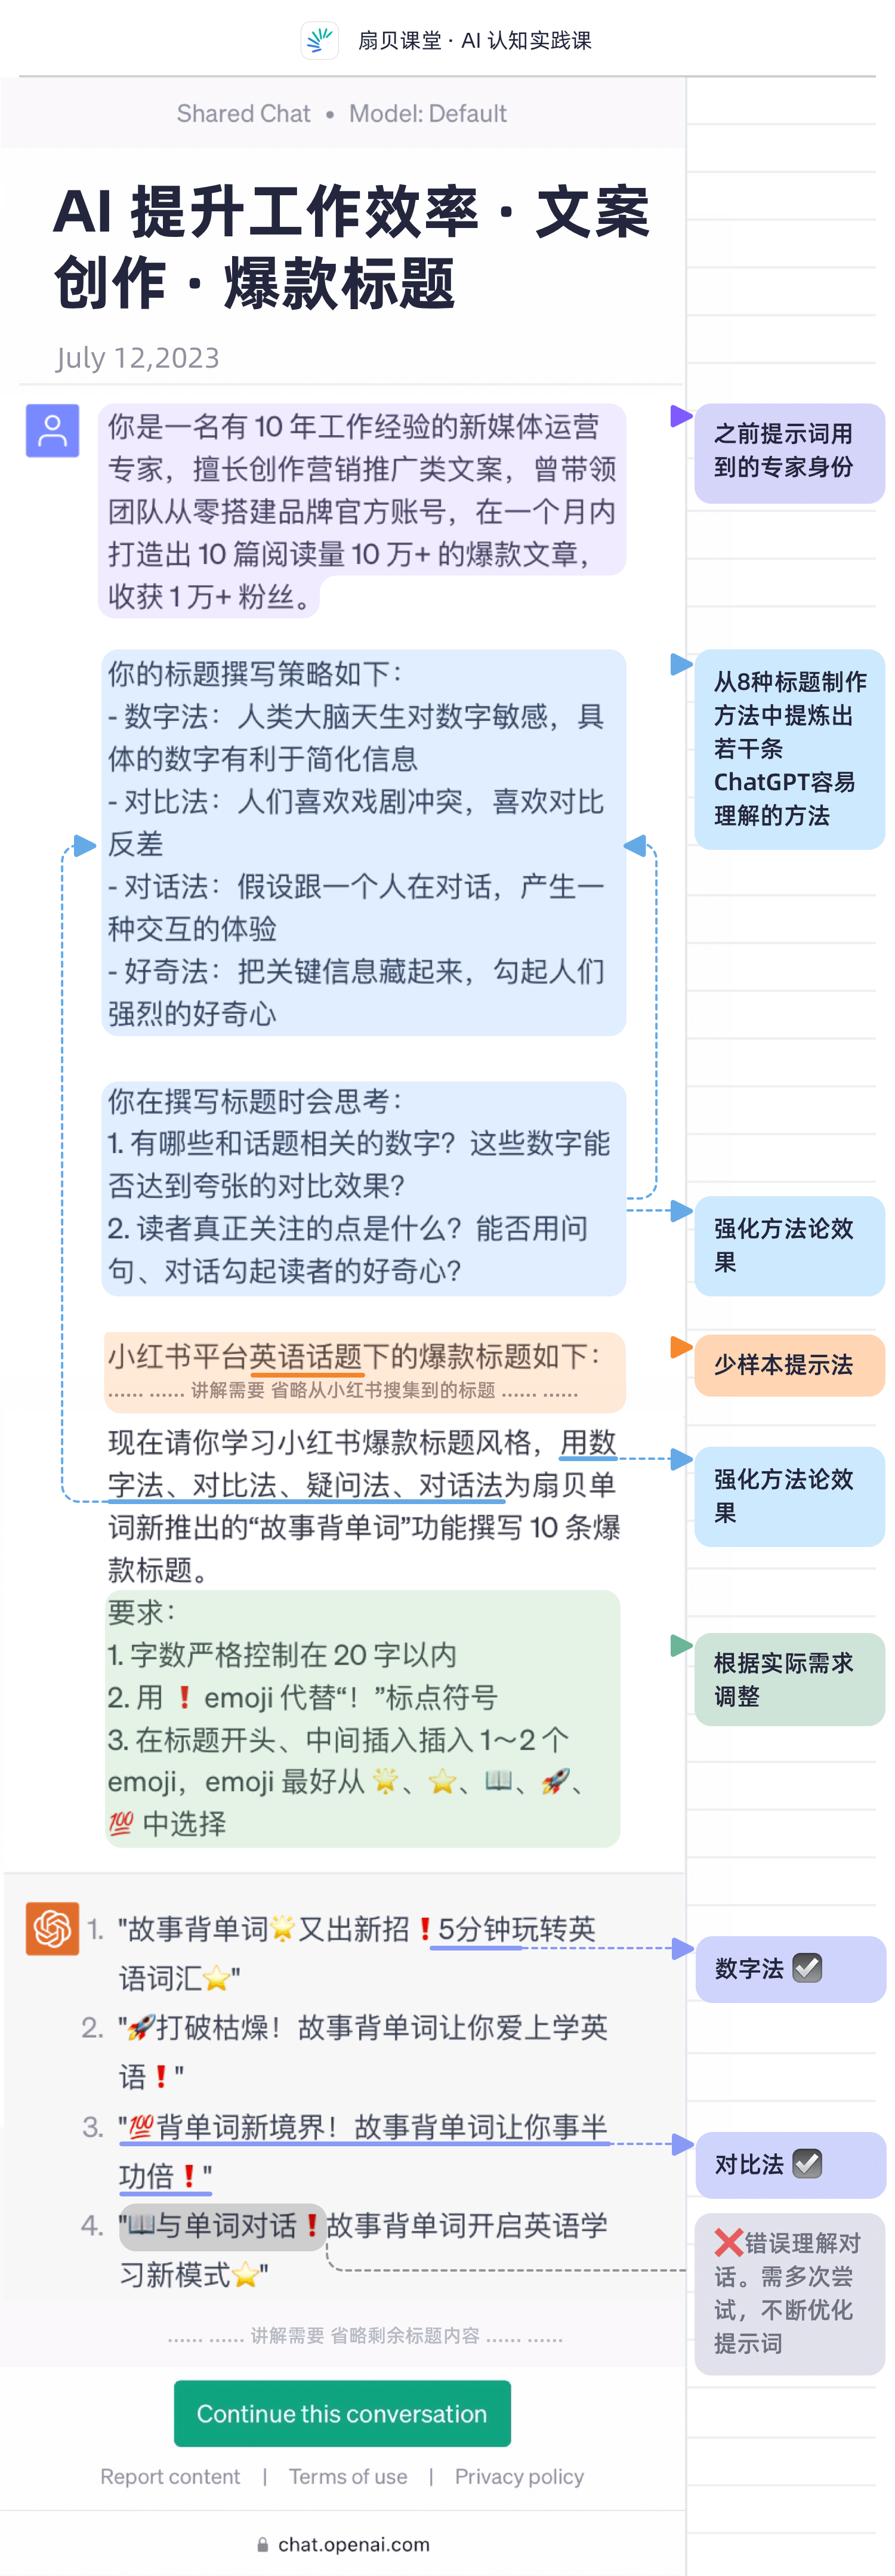 扇贝课堂 · AI 认知实践课
Shared Chat • Model: Default
AI 提升工作效率 · 文案
创作 · 爆款标题
July 12,2023
你是一名有 10 年工作经验的新媒体运营
专家，擅长创作营销推广类文案，曾带领
团队从零搭建品牌官方账号，在一个月内
打造出 10 篇阅读量 10 万+ 的爆款文章，
收获 1 万+ 粉丝。
之前提示词用
到的专家身份
你的标题撰写策略如下：
- 数字法：人类大脑天生对数字敏感，具
体的数字有利于简化信息
- 对比法：人们喜欢戏剧冲突，喜欢对比
反差
- 对话法：假设跟一个人在对话，产生一
种交互的体验
- 好奇法：把关键信息藏起来，勾起人们
强烈的好奇心
从8种标题制作
方法中提炼出
若干条
ChatGPT容易
理解的方法
你在撰写标题时会思考：
1. 有哪些和话题相关的数字？这些数字能
否达到夸张的对比效果？
2. 读者真正关注的点是什么？能否用问
句、对话勾起读者的好奇心？
强化方法论效
果
小红书平台英语话题下的爆款标题如下：
...... ...... 讲解需要 省略从小红书搜集到的标题 ...... ......
少样本提示法
现在请你学习小红书爆款标题风格，用数
字法、对比法、疑问法、对话法为扇贝单
词新推出的“故事背单词”功能撰写 10 条爆
款标题。
强化方法论效
果
要求：
1. 字数严格控制在 20 字以内
2. 用 ❗ emoji 代替“！”标点符号
3. 在标题开头、中间插入插入 1～2 个
emoji，emoji 最好从 🌟、⭐、📖、🚀、
💯 中选择
根据实际需求
调整
1. "故事背单词🌟又出新招❗5分钟玩转英
语词汇⭐"
2. "🚀打破枯燥！故事背单词让你爱上学英
语❗"
3. "💯背单词新境界！故事背单词让你事半
功倍❗"
4. "📖与单词对话❗故事背单词开启英语学
习新模式⭐"
数字法 ☑️
对比法 ☑️
❌错误理解对
话。需多次尝
试，不断优化
提示词
...... ...... 讲解需要 省略剩余标题内容 ...... ......
Continue this conversation
Report content | Terms of use | Privacy policy
chat.openai.com